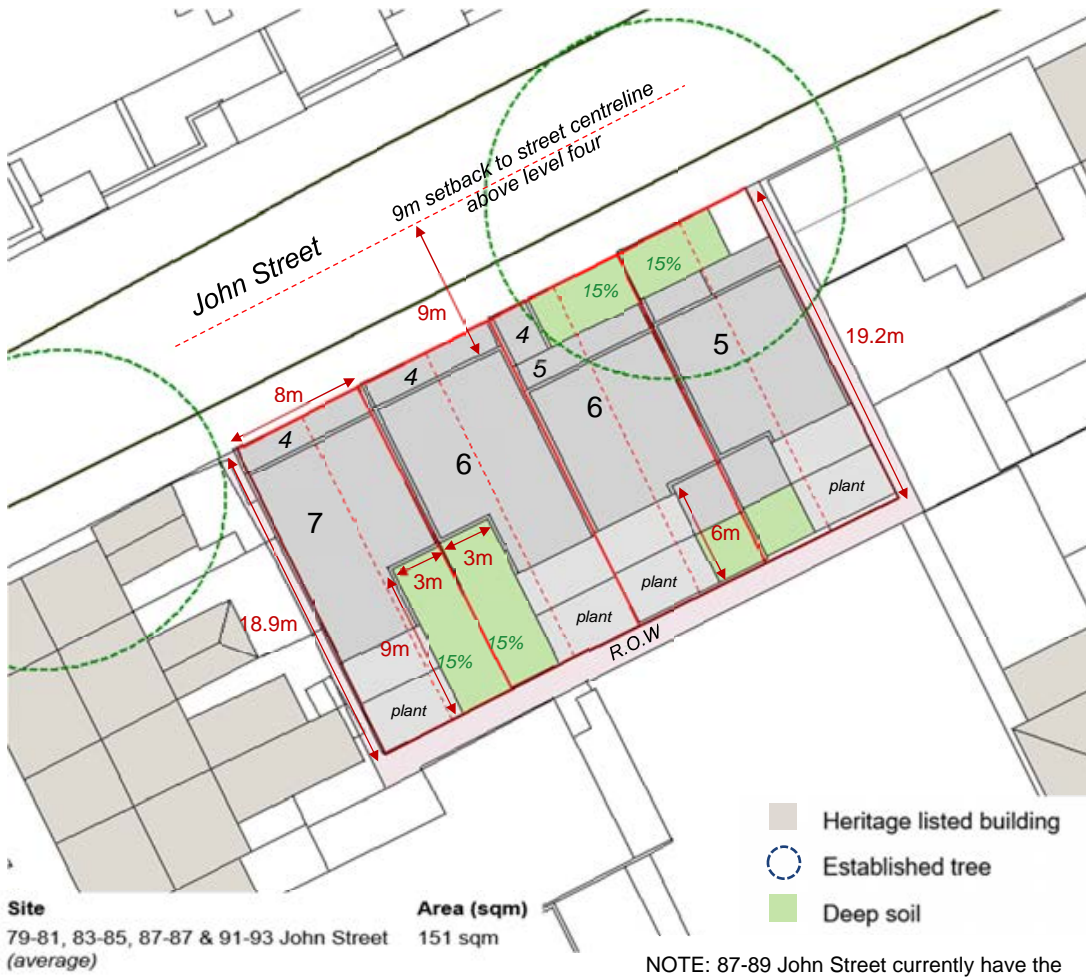 9m setback to street centreline
above level four
John Street
9m
15%
15%
4
4
4
5
5
19.2m
8m
6
6
7
3m
3m
6m
plant
18.9m
9m
15%
15%
plant
plant
plant
R.O.W
Heritage listed building
Established tree
Deep soil
Site
Area (sqm)
79-81, 83-85, 87-87 & 91-93 John Street
151 sqm
(average)
NOTE: 87-89 John Street currently have the